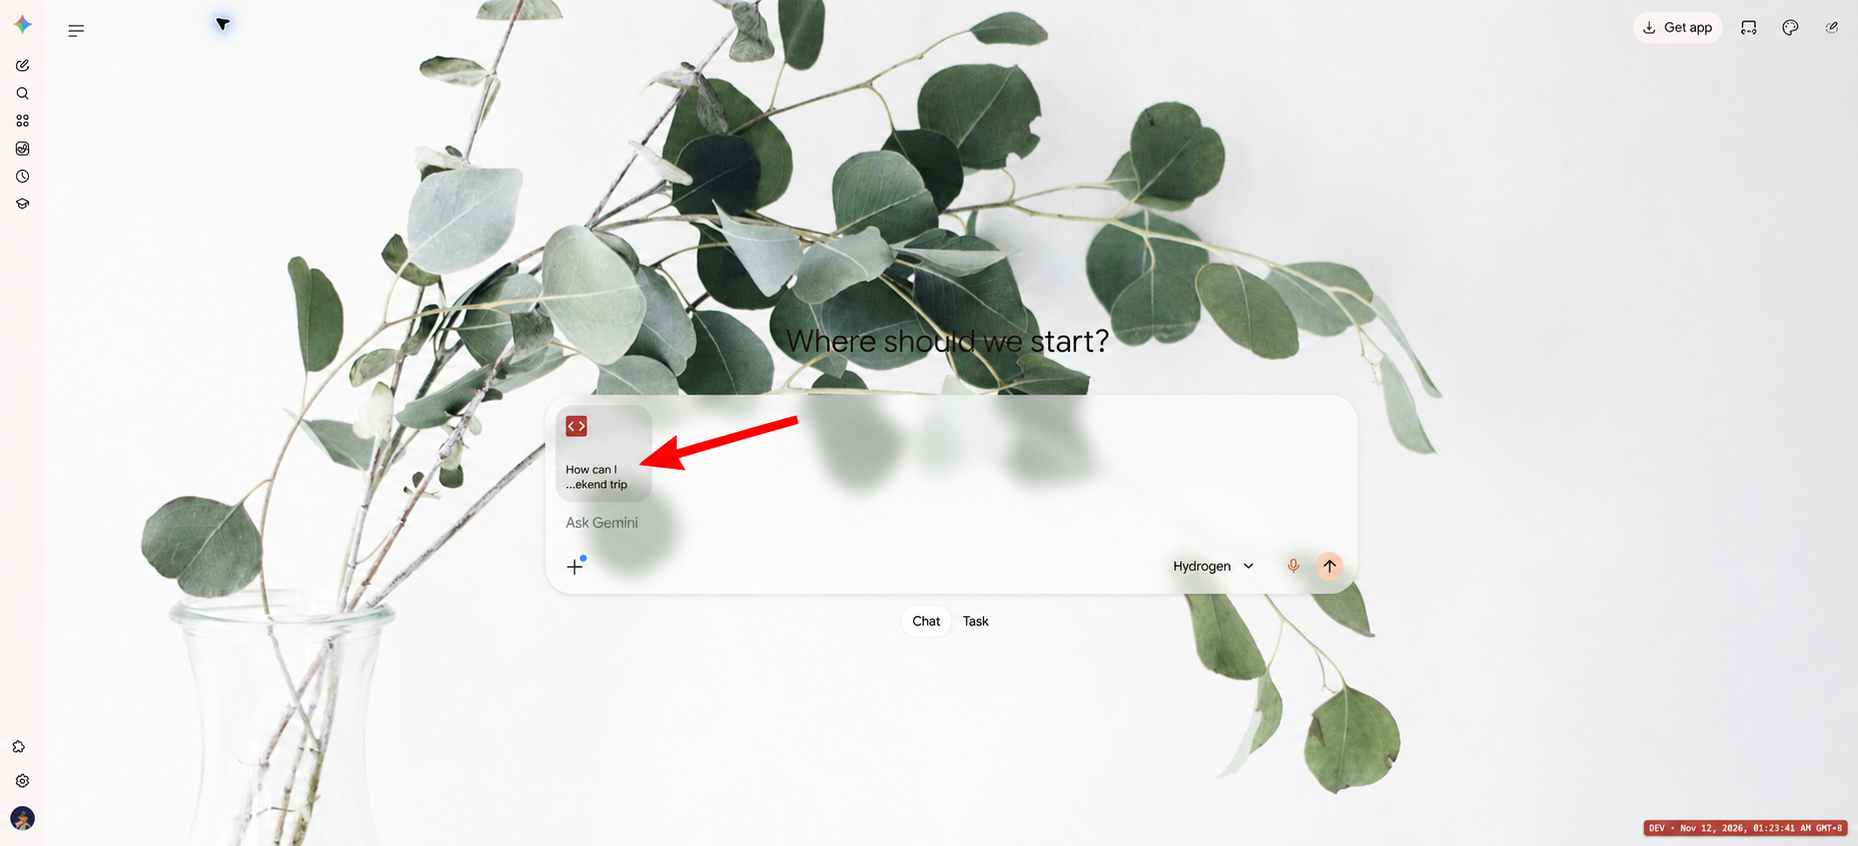 Get app
Where should we start?
How can I
...ekend trip
Ask Gemini
Hydrogen
Chat
Task
DEV · Nov 12, 2026, 01:23:41 AM GMT+8